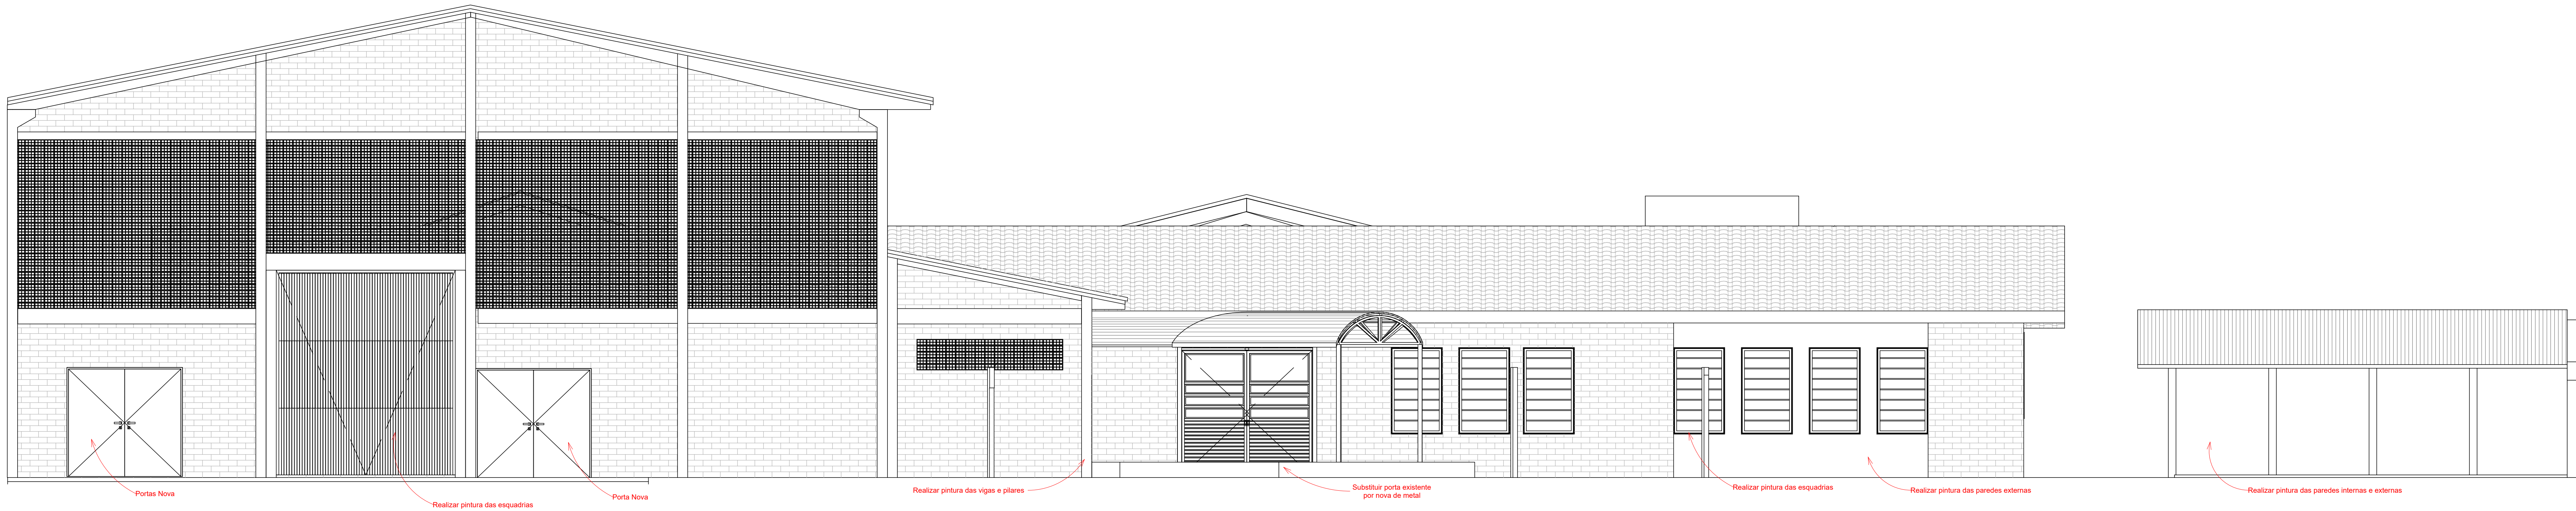 Portas Nova
Realizar pintura das esquadrias
Porta Nova
Realizar pintura das vigas e pilares
Substituir porta existente
por nova de metal
Realizar pintura das esquadrias
Realizar pintura das paredes externas
Realizar pintura das paredes internas e externas